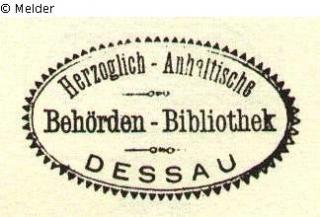 © Melder
Herzoglich - Anhaltische
Behörden - Bibliothek
DESSAU